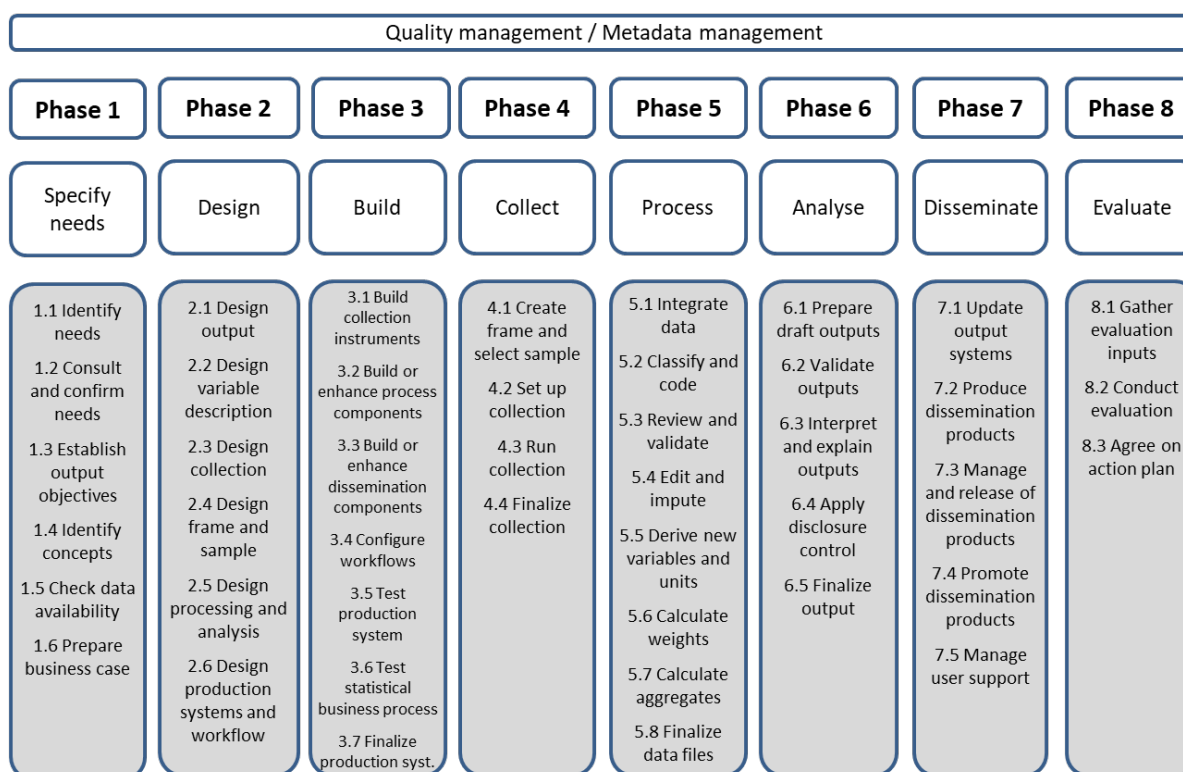 Quality management / Metadata management
Phase 1
Phase 2
Phase 3
Phase 4
Phase 5
Phase 6
Phase 7
Phase 8
Specify
needs
Design
Build
Collect
Process
Analyse
Disseminate
Evaluate
1.1 Identify
needs
1.2 Consult
and confirm
needs
1.3 Establish
output
objectives
1.4 Identify
concepts
1.5 Check data
availability
1.6 Prepare
business case
2.1 Design
output
2.2 Design
variable
description
2.3 Design
collection
2.4 Design
frame and
sample
2.5 Design
processing and
analysis
2.6 Design
production
systems and
workflow
3.1 Build
collection
instruments
3.2 Build or
enhance process
components
3.3 Build or
enhance
dissemination
components
3.4 Configure
workflows
3.5 Test
production
system
3.6 Test
statistical
business process
3.7 Finalize
production syst.
4.1 Create
frame and
select sample
4.2 Set up
collection
4.3 Run
collection
4.4 Finalize
collection
5.1 Integrate
data
5.2 Classify and
code
5.3 Review and
validate
5.4 Edit and
impute
5.5 Derive new
variables and
units
5.6 Calculate
weights
5.7 Calculate
aggregates
5.8 Finalize
data files
6.1 Prepare
draft outputs
6.2 Validate
outputs
6.3 Interpret
and explain
outputs
6.4 Apply
disclosure
control
6.5 Finalize
output
7.1 Update
output
systems
7.2 Produce
dissemination
products
7.3 Manage
and release of
dissemination
products
7.4 Promote
dissemination
products
7.5 Manage
user support
8.1 Gather
evaluation
inputs
8.2 Conduct
evaluation
8.3 Agree on
action plan